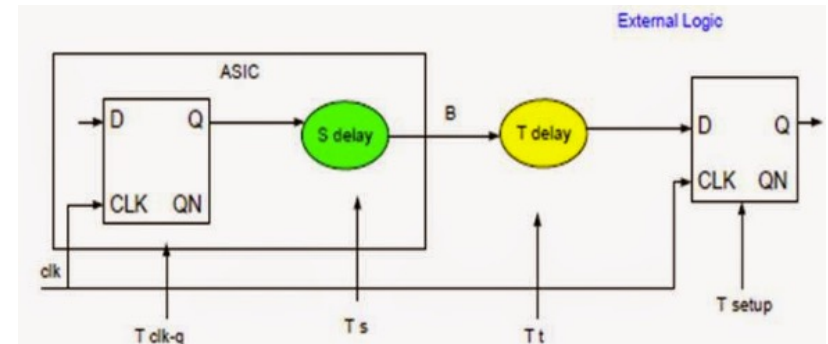 External Logic
ASIC
D Q
S delay
B
T delay
D Q
CLK QN
CLK QN
clk
T setup
T clk-q
T s
T t